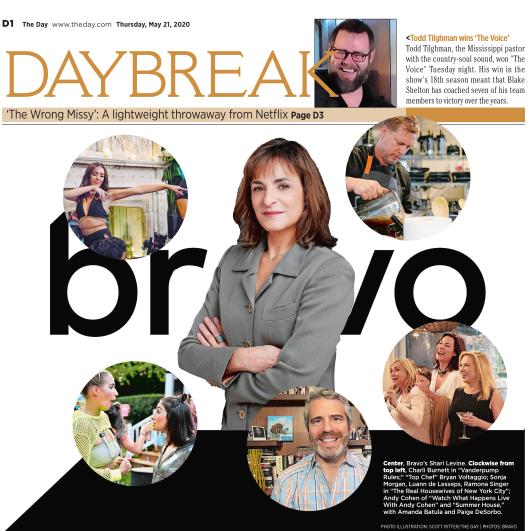 D1 The Day www.theday.com Thursday, May 21, 2020
DAYBREAK
<Todd Tilghman wins 'The Voice'
Todd Tilghman, the Mississippi pastor
with the country-soul sound, won "The
Voice" Tuesday night. His win in the
show's 18th season meant that Blake
Shelton has coached seven of his team
members to victory over the years.
'The Wrong Missy': A lightweight throwaway from Netflix Page D3
bravo
Center, Bravo's Shari Levine. Clockwise from
top left, Charli Burnett in "Vanderpump
Rules;" "Top Chef" Bryan Voltaggio; Sonja
Morgan, Luann de Lesseps, Ramona Singer
in "The Real Housewives of New York City";
Andy Cohen of "Watch What Happens Live
With Andy Cohen" and "Summer House,"
with Amanda Batula and Paige DeSorbo.
PHOTO ILLUSTRATION: SCOTT RITTER/THE DAY | PHOTOS: BRAVO